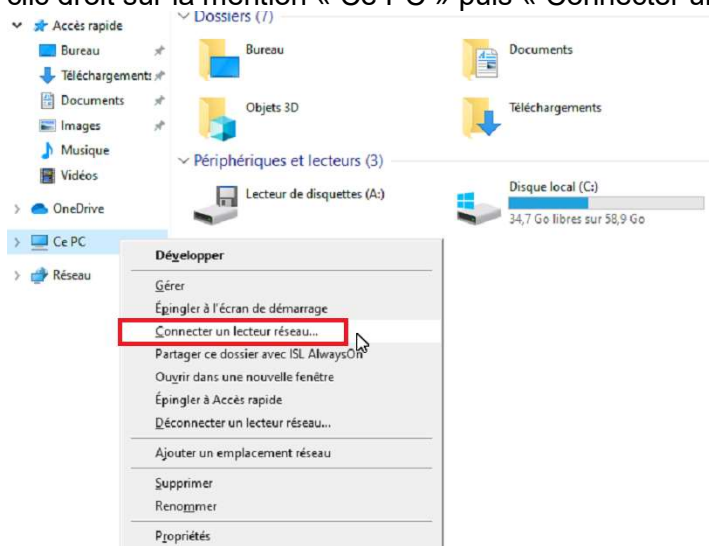 clic droit sur la mention « Ce PC » puis « Connecter un
Accès rapide
Bureau
Téléchargements
Documents
Images
Musique
Vidéos
OneDrive
Ce PC
Réseau
Dossiers (7)
Bureau
Documents
Objets 3D
Téléchargements
Périphériques et lecteurs (3)
Lecteur de disquettes (A:)
Disque local (C:)
34,7 Go libres sur 58,9 Go
Développer
Gérer
Épingler à l'écran de démarrage
Connecter un lecteur réseau...
Partager ce dossier avec ISL AlwaysOn
Ouvrir dans une nouvelle fenêtre
Épingler à Accès rapide
Déconnecter un lecteur réseau...
Ajouter un emplacement réseau
Supprimer
Renommer
Propriétés